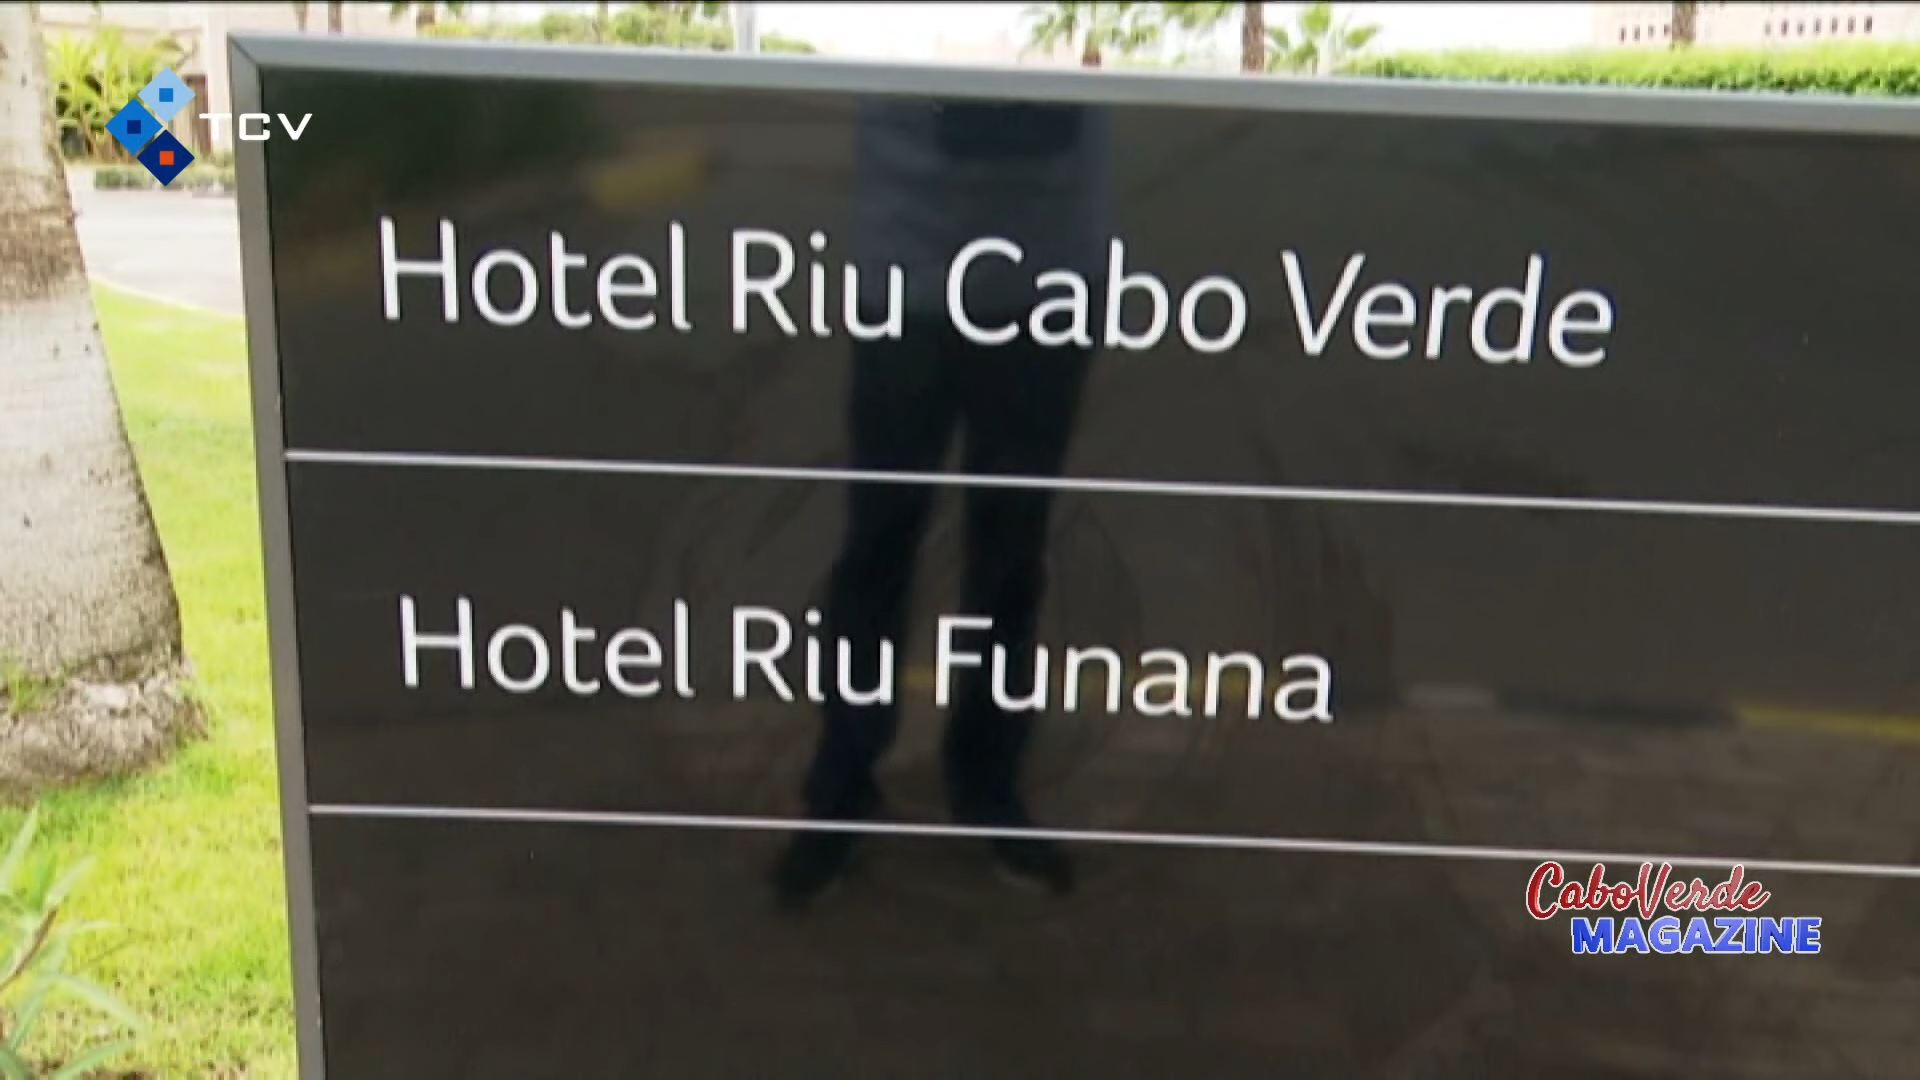 TCV
Hotel Riu Cabo Verde
Hotel Riu Funana
CaboVerde
MAGAZINE